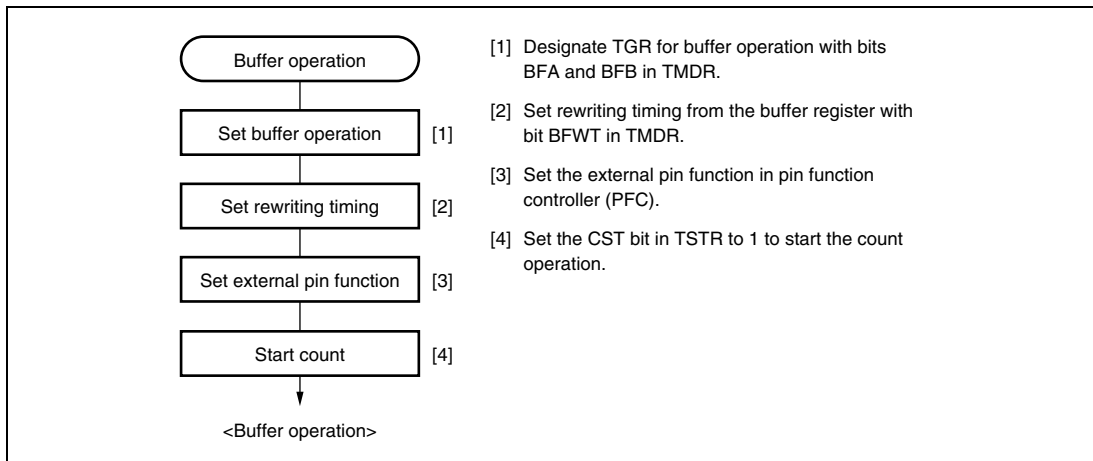 Buffer operation
Set buffer operation [1]
Set rewriting timing [2]
Set external pin function [3]
Start count [4]
<Buffer operation>
[1] Designate TGR for buffer operation with bits
BFA and BFB in TMDR.
[2] Set rewriting timing from the buffer register with
bit BFWT in TMDR.
[3] Set the external pin function in pin function
controller (PFC).
[4] Set the CST bit in TSTR to 1 to start the count
operation.